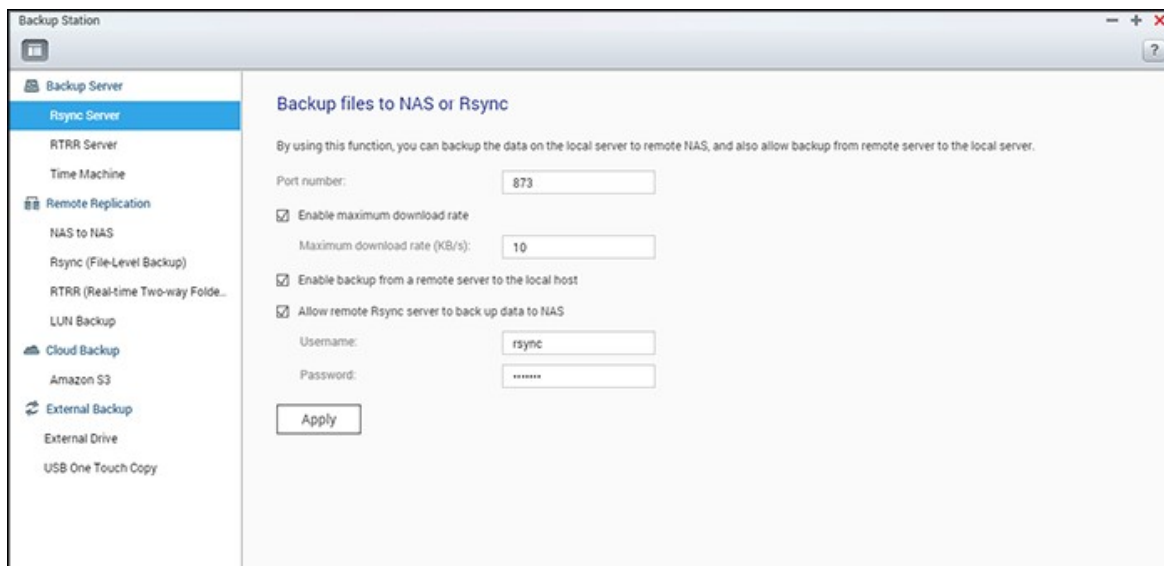 Backup Station
?
Backup Server
Rsync Server
RTRR Server
Time Machine
Remote Replication
NAS to NAS
Rsync (File-Level Backup)
RTRR (Real-time Two-way Folde...
LUN Backup
Cloud Backup
Amazon S3
External Backup
External Drive
USB One Touch Copy
Backup files to NAS or Rsync
By using this function, you can backup the data on the local server to remote NAS, and also allow backup from remote server to the local server.
Port number: 873
Enable maximum download rate
Maximum download rate (KB/s): 10
Enable backup from a remote server to the local host
Allow remote Rsync server to back up data to NAS
Username: rsync
Password: •••••••
Apply